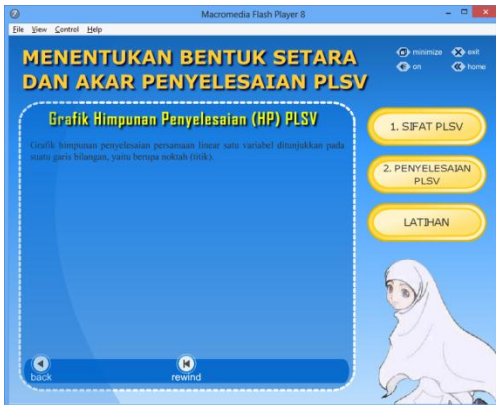 Macromedia Flash Player 8
File View Control Help
MENENTUKAN BENTUK SETARA
DAN AKAR PENYELESAIAN PLSV
minimize exit
on home
Grafik Himpunan Penyelesaian (HP) PLSV
Grafik himpunan penyelesaian persamaan linear satu variabel ditunjukkan pada
suatu garis bilangan, yaitu berupa noktah (titik).
1. SIFAT PLSV
2. PENYELESAIAN
PLSV
LATIHAN
back rewind